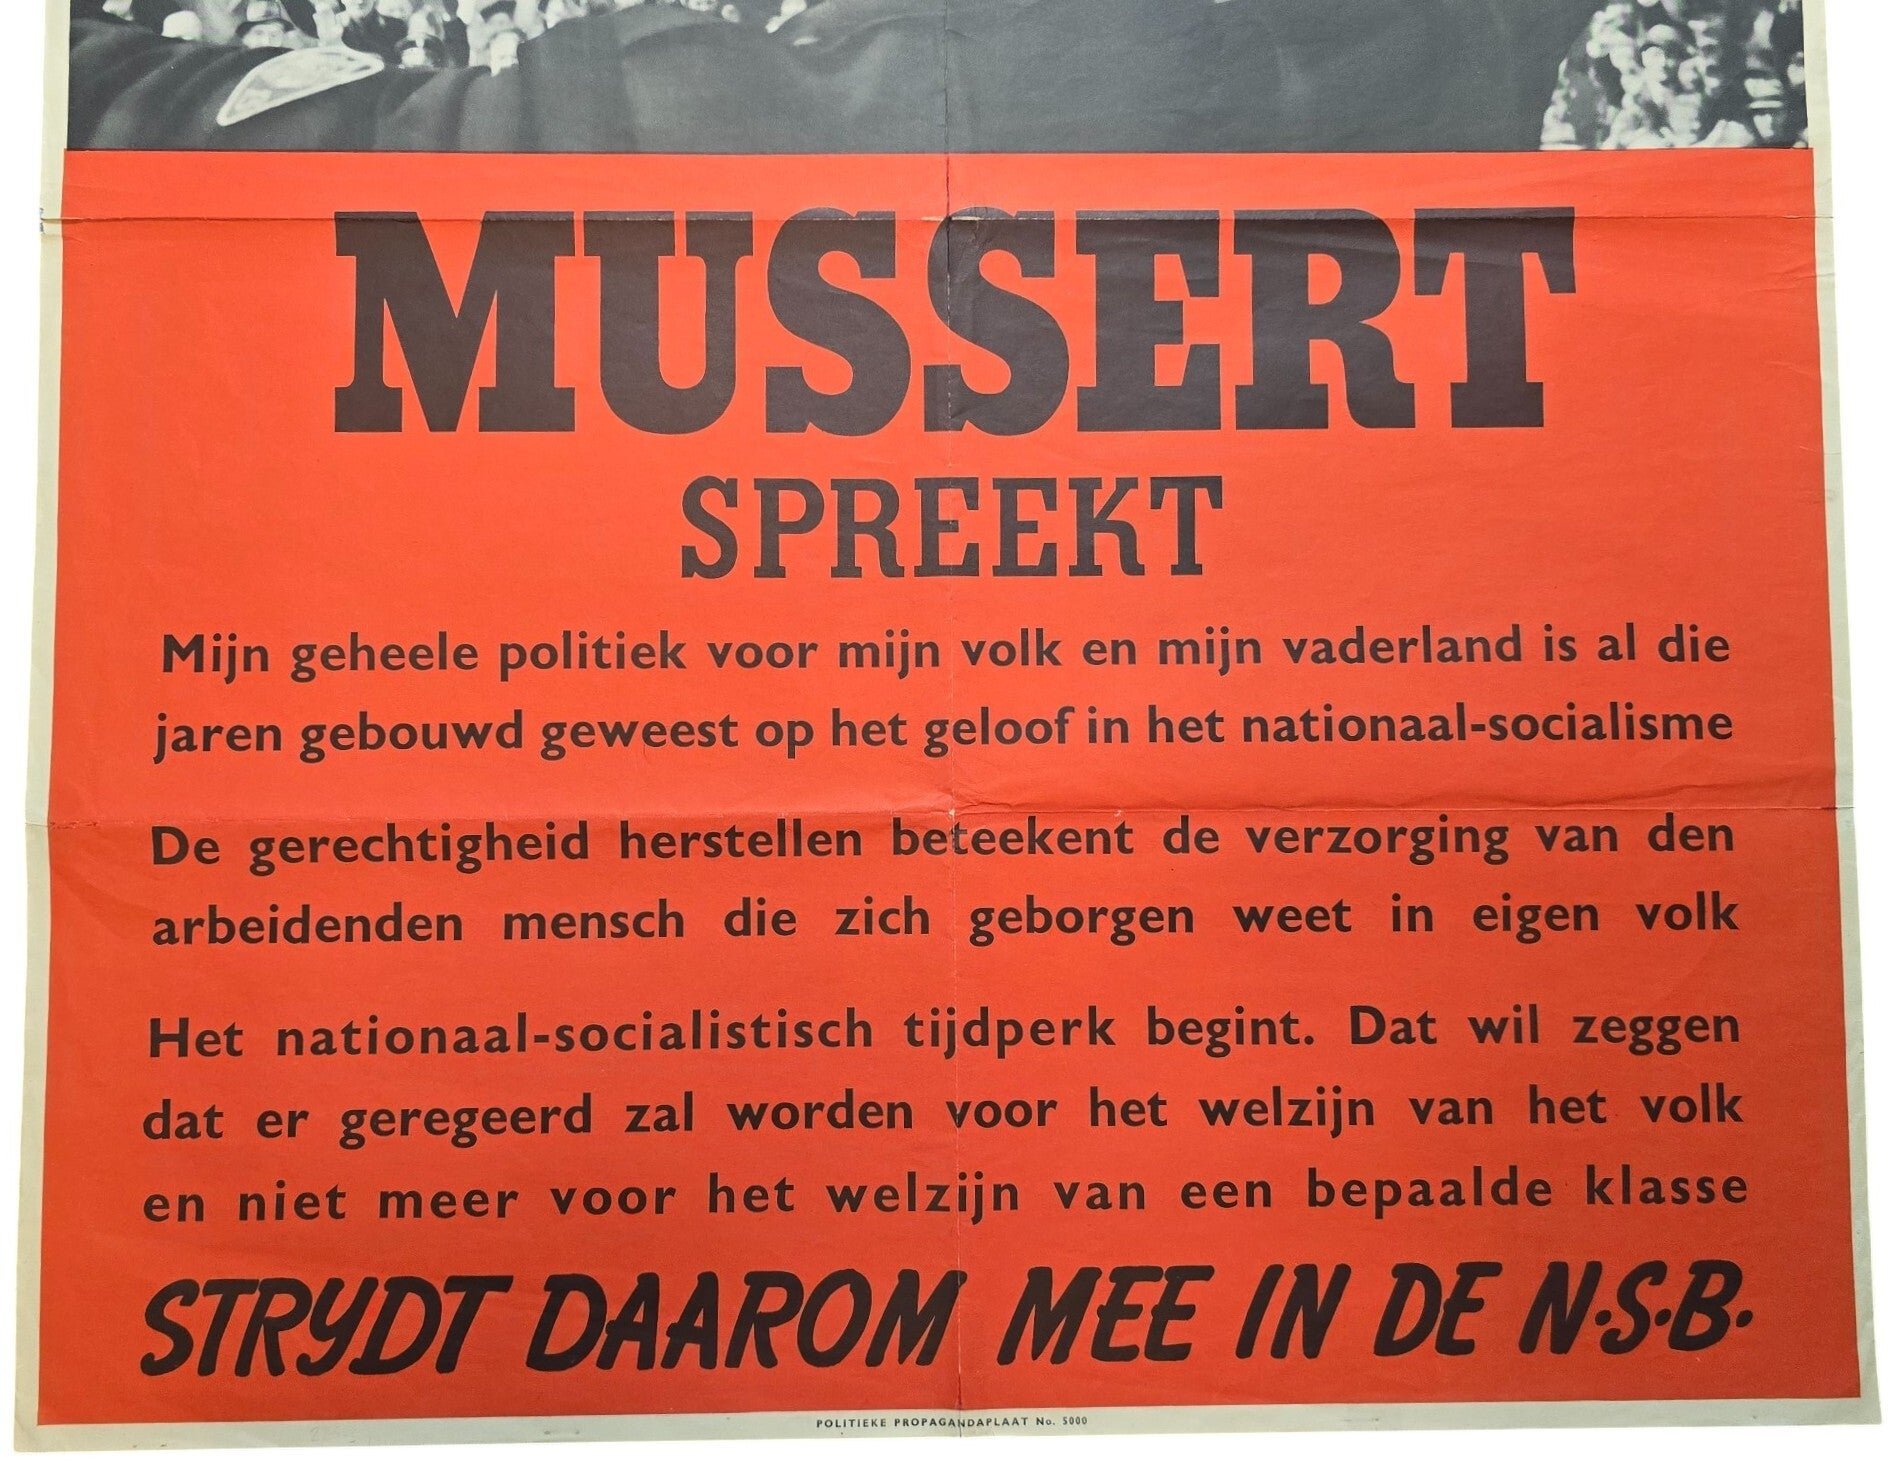 MUSSERT
SPREEKT
Mijn geheele politiek voor mijn volk en mijn vaderland is al die
jaren gebouwd geweest op het geloof in het nationaal-socialisme
De gerechtigheid herstellen beteekent de verzorging van den
arbeidenden mensch die zich geborgen weet in eigen volk
Het nationaal-socialistisch tijdperk begint. Dat wil zeggen
dat er geregeerd zal worden voor het welzijn van het volk
en niet meer voor het welzijn van een bepaalde klasse
STRYDT DAAROM MEE IN DE N.S.B.
POLITIEKE PROPAGANDAPLAAT No. 5000